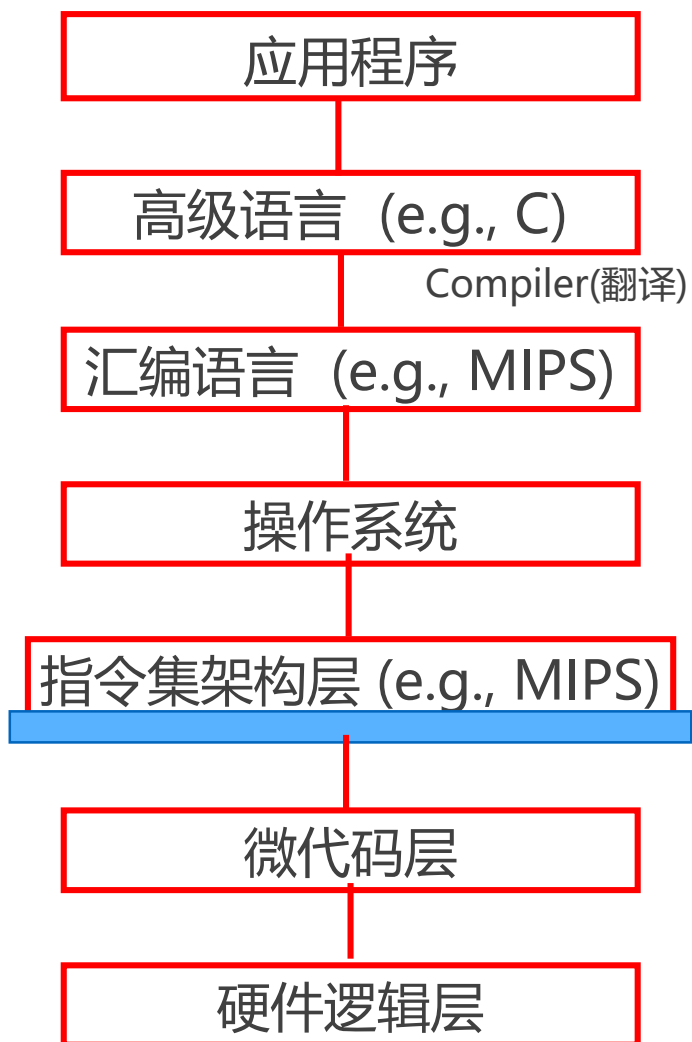 应用程序
高级语言 (e.g., C)
Compiler(翻译)
汇编语言 (e.g., MIPS)
操作系统
指令集架构层 (e.g., MIPS)
微代码层
硬件逻辑层